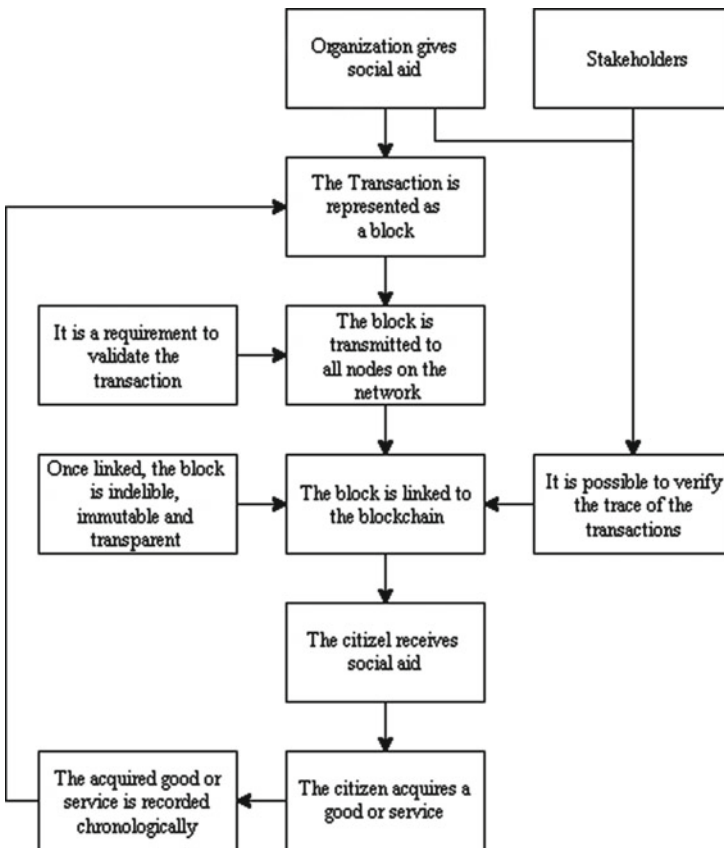 Organization gives
social aid
Stakeholders
The Transaction is
represented as
a block
It is a requirement to
validate the
transaction
The block is
transmitted to
all nodes on the
network
Once linked, the block
is indelible,
immutable and
transparent
The block is linked to
the blockchain
It is possible to verify
the trace of the
transactions
The citizel receives
social aid
The acquired good or
service is recorded
chronologically
The citizen acquires a
good or service